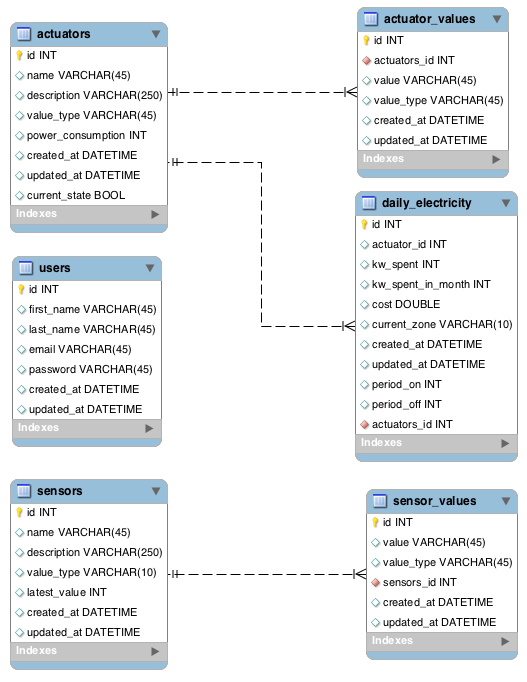 actuators
id INT
name VARCHAR(45)
description VARCHAR(250)
value_type VARCHAR(45)
power_consumption INT
created_at DATETIME
updated_at DATETIME
current_state BOOL
Indexes
actuator_values
id INT
actuators_id INT
value VARCHAR(45)
value_type VARCHAR(45)
created_at DATETIME
updated_at DATETIME
Indexes
daily_electricity
id INT
actuator_id INT
kw_spent INT
kw_spent_in_month INT
cost DOUBLE
current_zone VARCHAR(10)
created_at DATETIME
updated_at DATETIME
period_on INT
period_off INT
actuators_id INT
Indexes
users
id INT
first_name VARCHAR(45)
last_name VARCHAR(45)
email VARCHAR(45)
password VARCHAR(45)
created_at DATETIME
updated_at DATETIME
Indexes
sensors
id INT
name VARCHAR(45)
description VARCHAR(250)
value_type VARCHAR(10)
latest_value INT
created_at DATETIME
updated_at DATETIME
Indexes
sensor_values
id INT
value VARCHAR(45)
value_type VARCHAR(45)
sensors_id INT
created_at DATETIME
updated_at DATETIME
Indexes